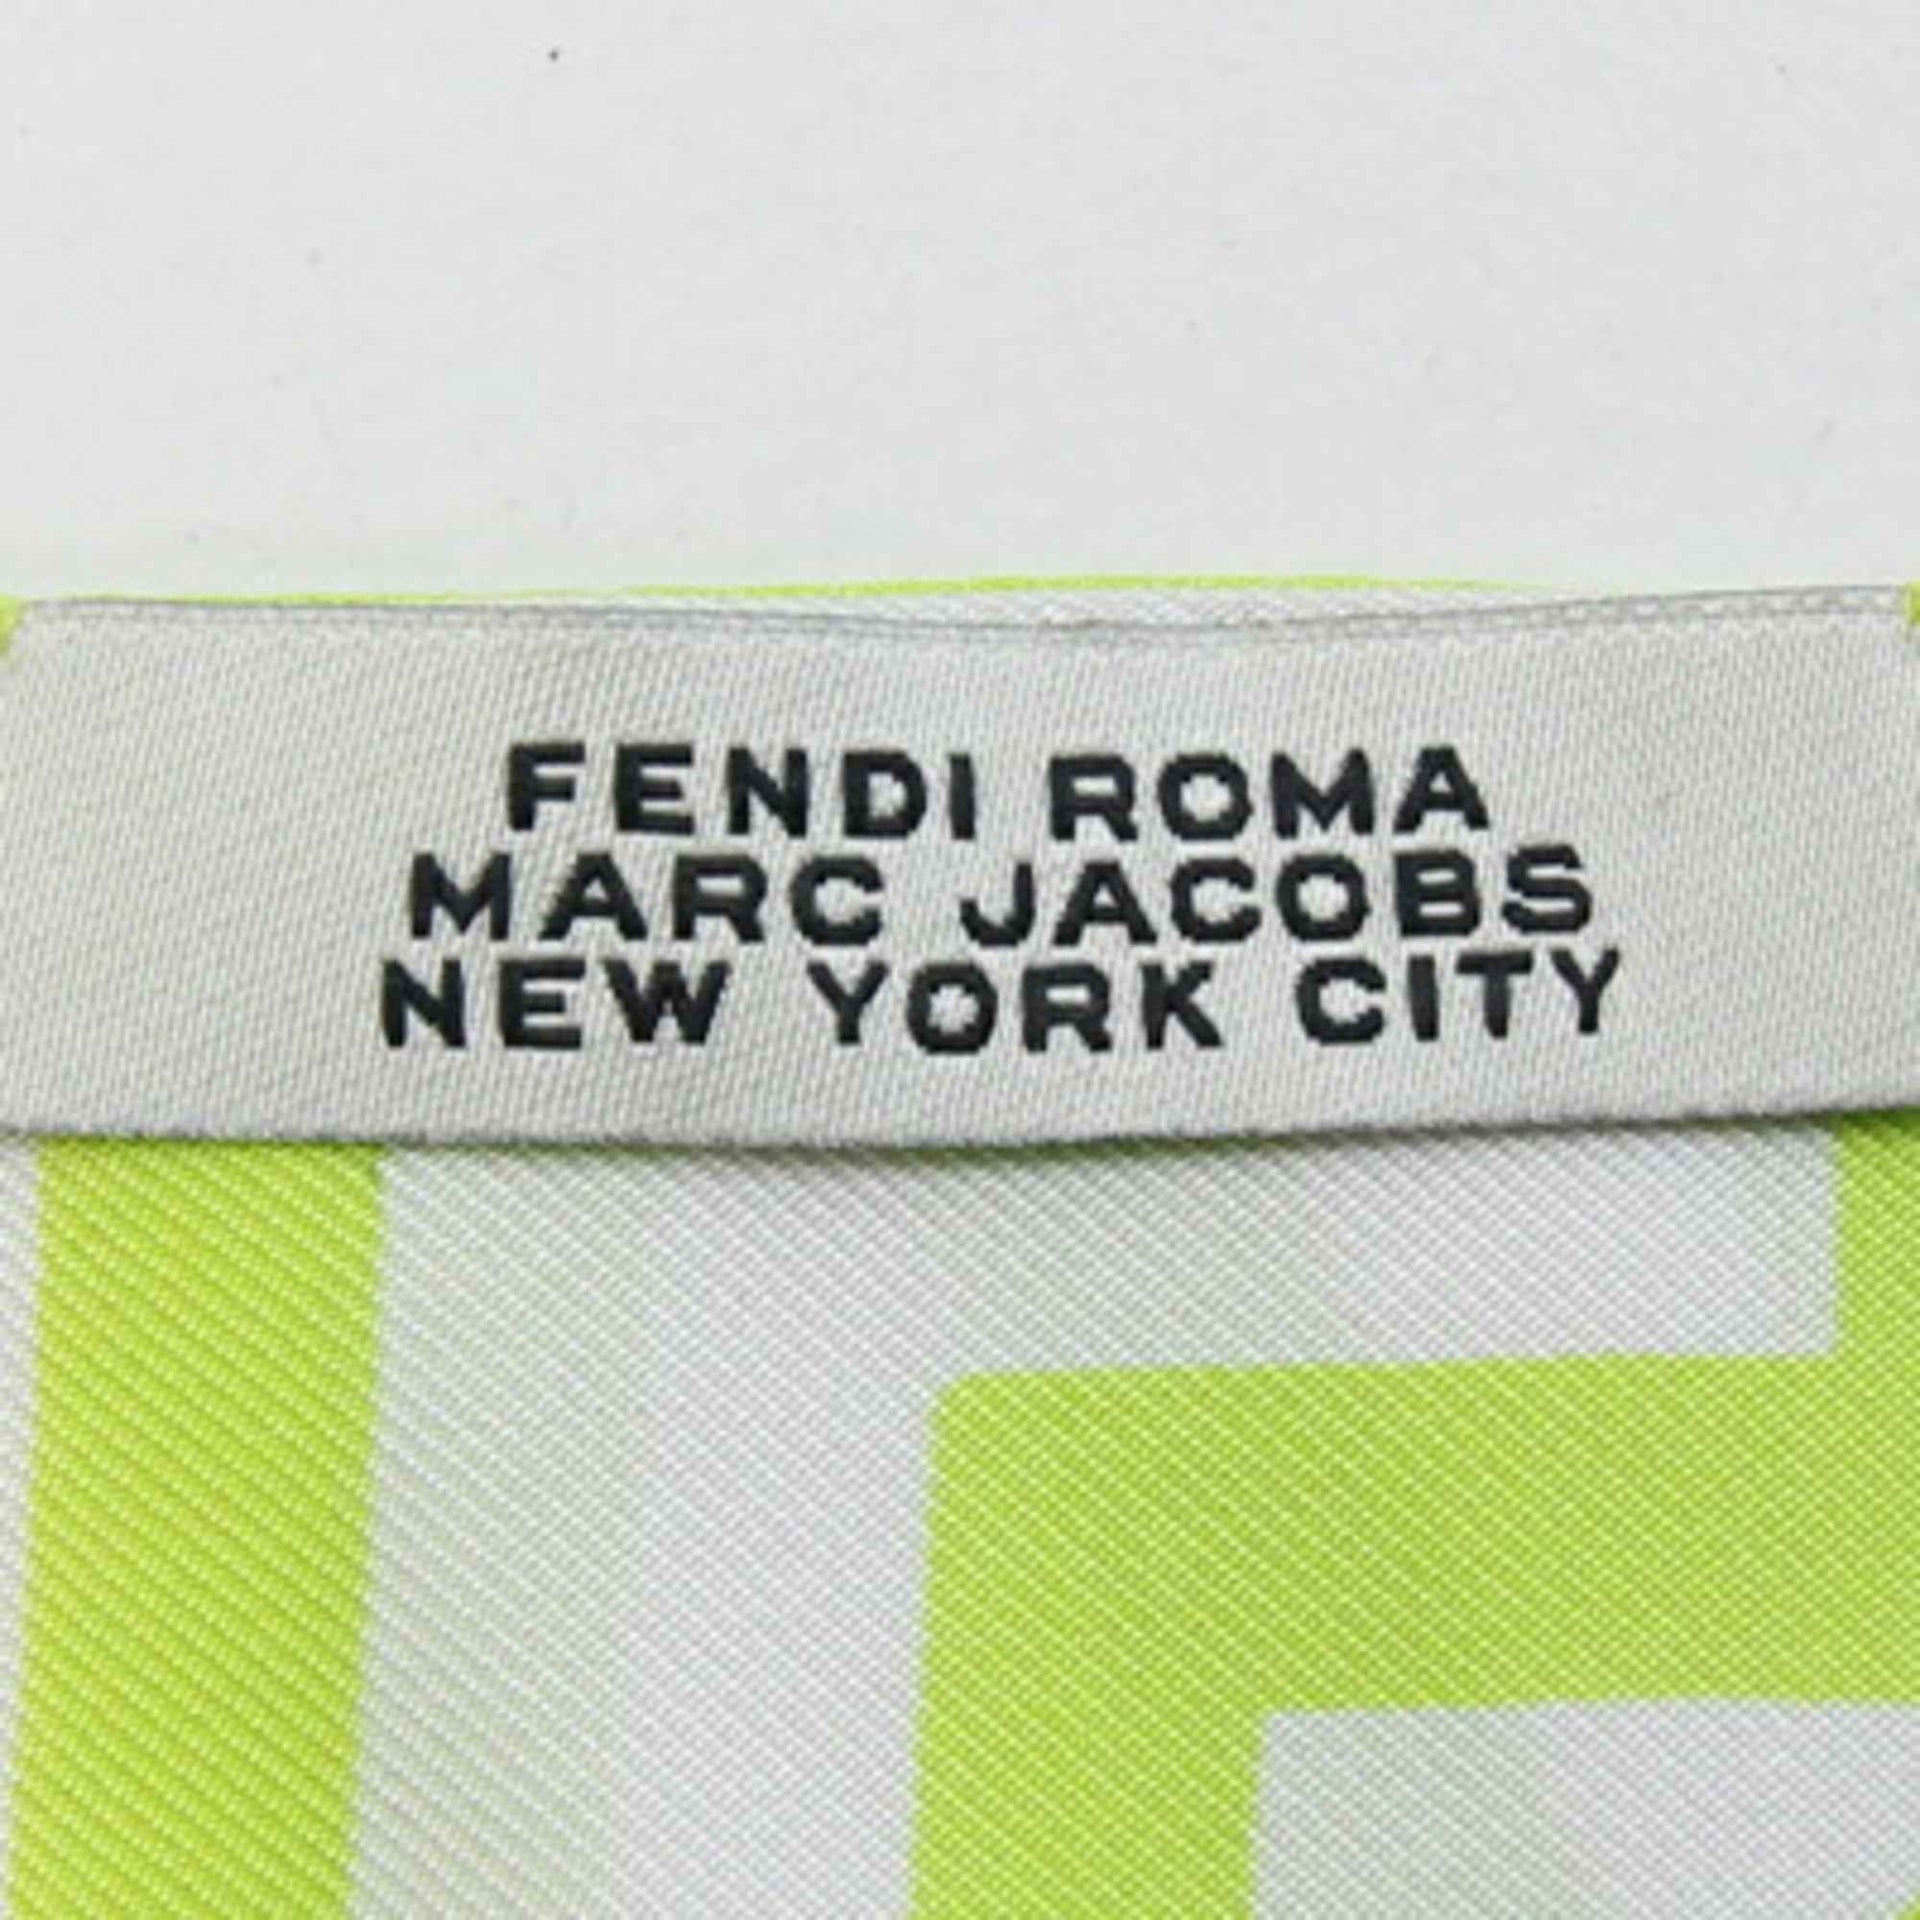 FENDI ROMA
MARC JACOBS
NEW YORK CITY